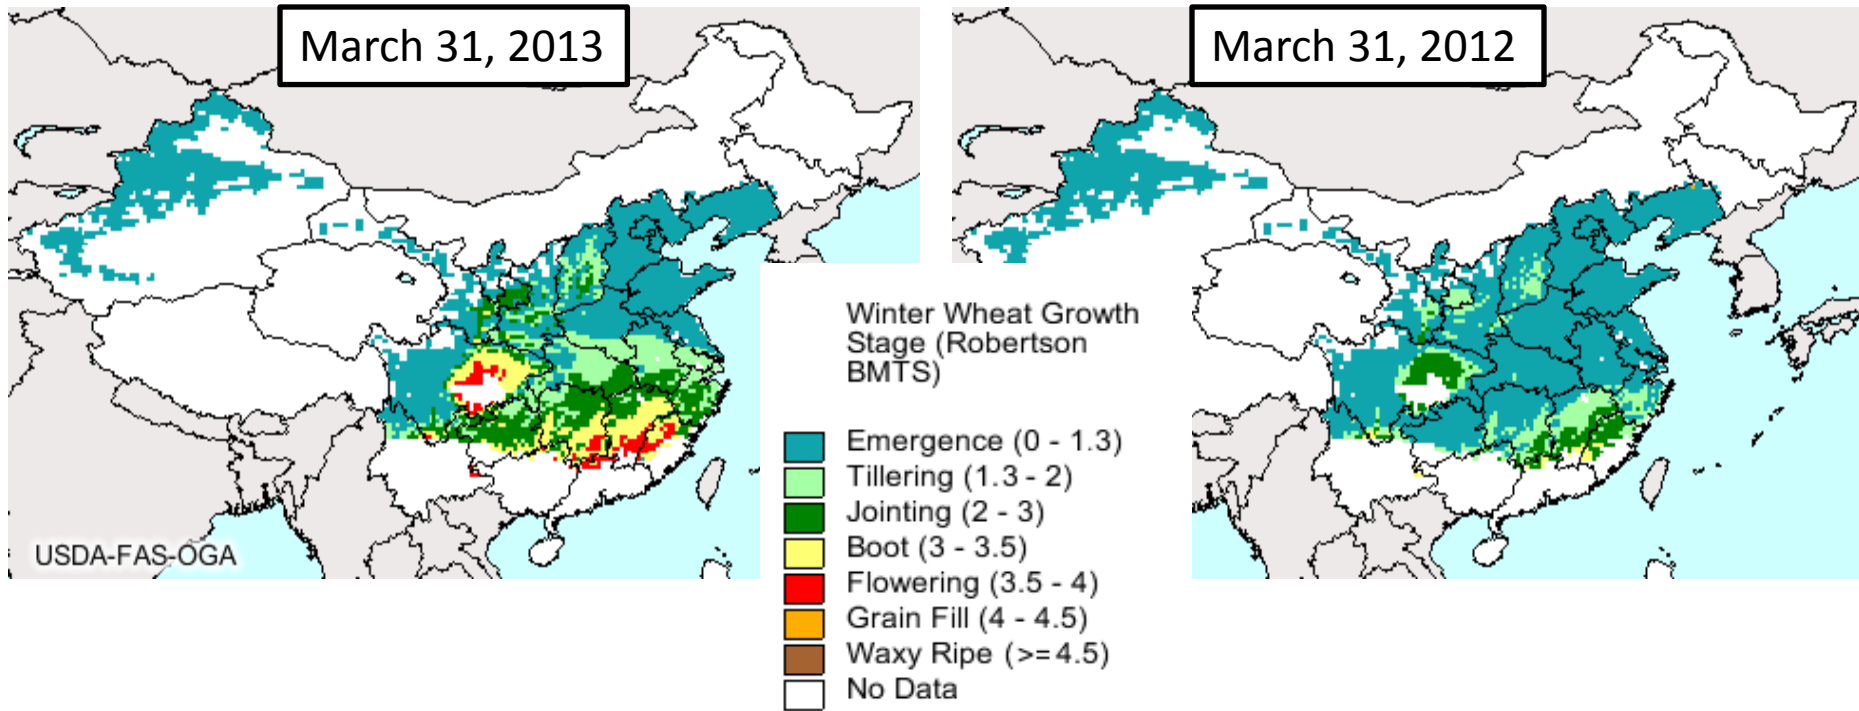 March 31, 2013
March 31, 2012
Winter Wheat Growth
Stage (Robertson
BMTS)
Emergence (0 - 1.3)
Tillering (1.3 - 2)
Jointing (2 - 3)
Boot (3 - 3.5)
Flowering (3.5 - 4)
Grain Fill (4 - 4.5)
Waxy Ripe (>= 4.5)
No Data
USDA-FAS-OGA